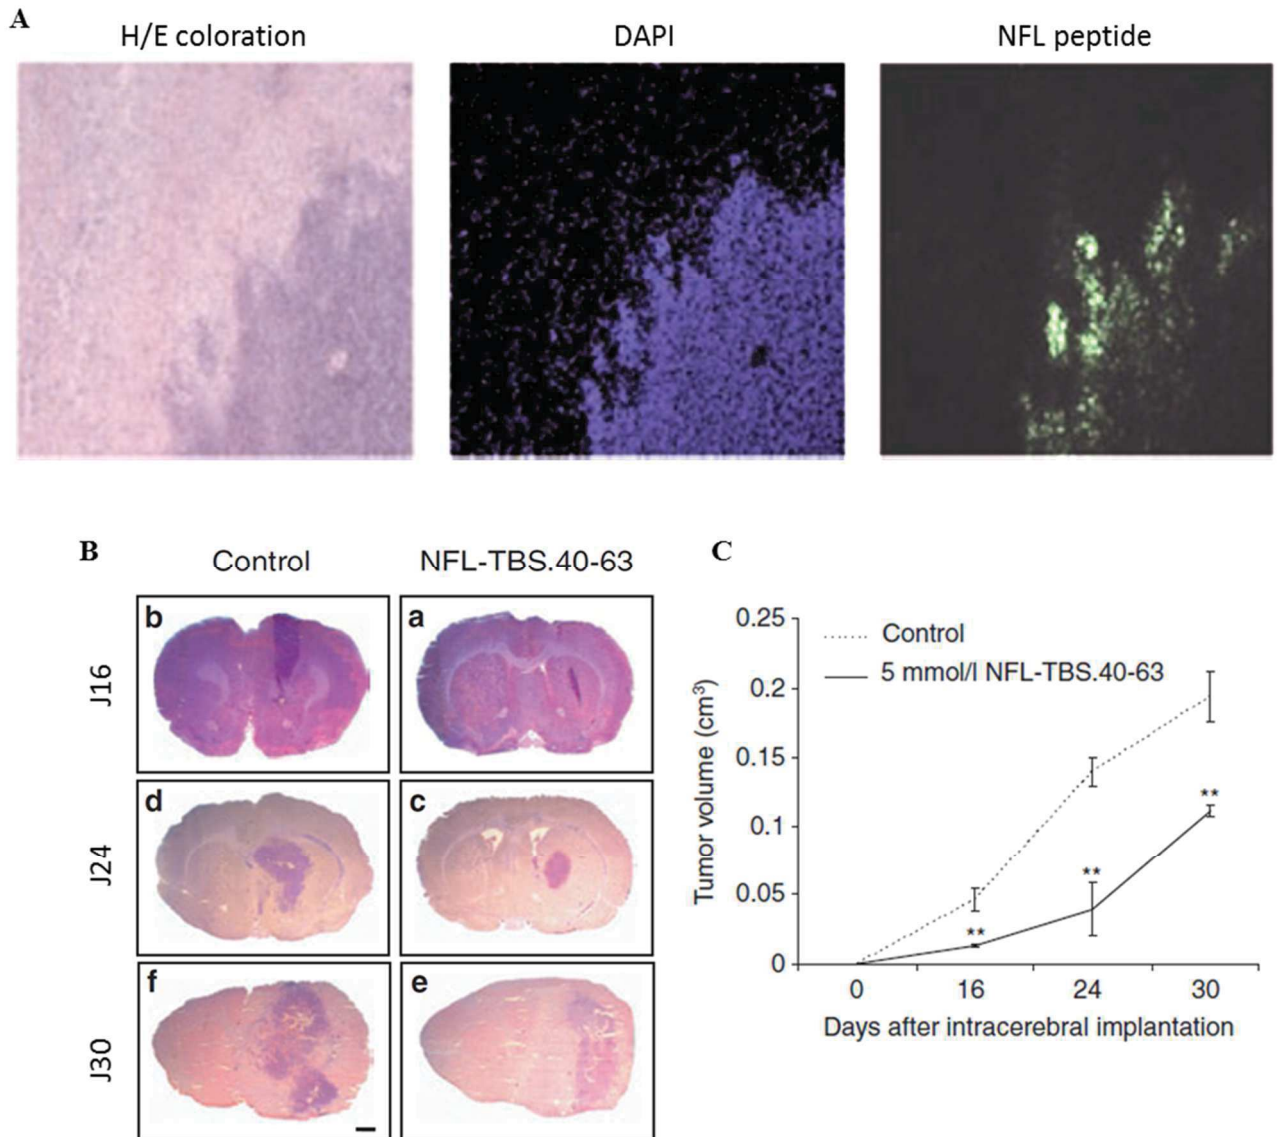 A
H/E coloration
DAPI
NFL peptide
B
Control
NFL-TBS.40-63
J16
b
a
J24
d
c
J30
f
e
C
Control
5 mmol/l NFL-TBS.40-63
Tumor volume (cm³)
0.25
0.2
0.15
0.1
0.05
0
**
**
**
0
16
24
30
Days after intracerebral implantation